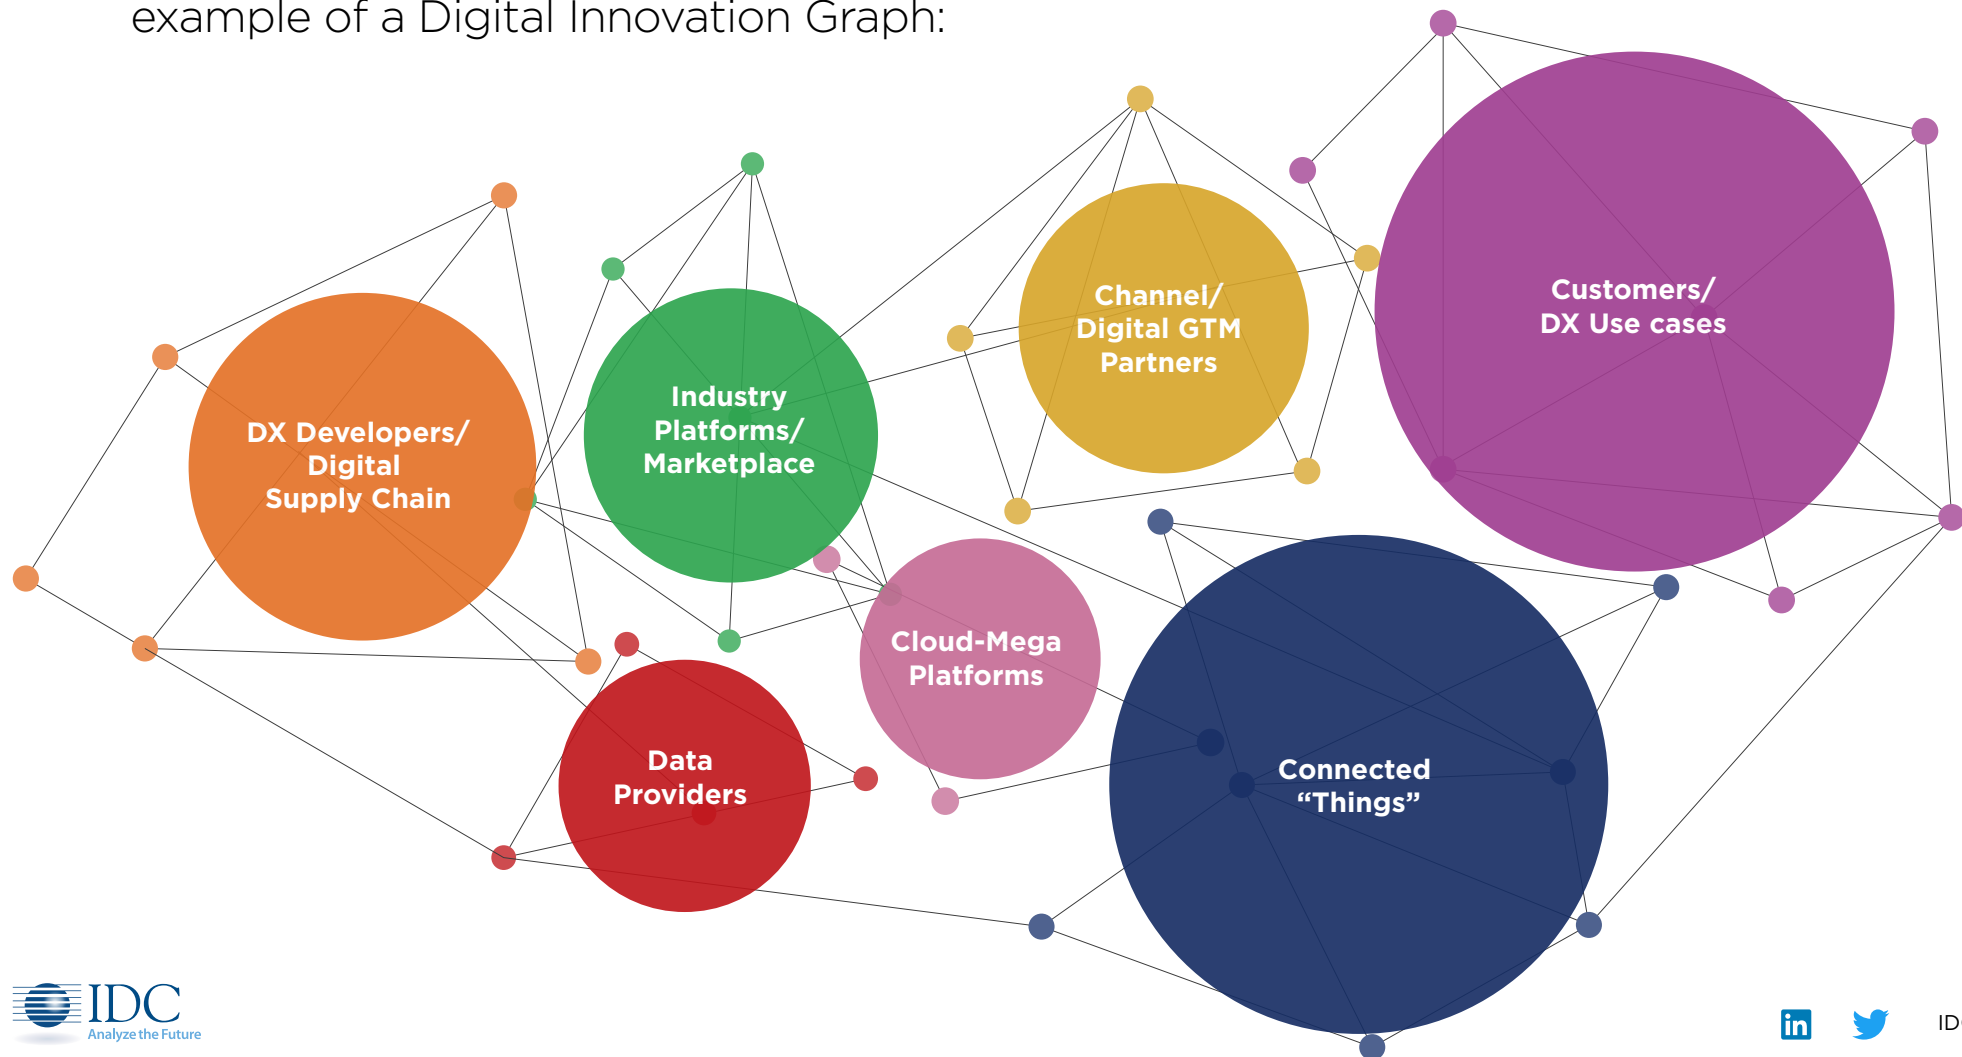 example of a Digital Innovation Graph:
Customers/
DX Use cases
Channel/
Digital GTM
Partners
Industry
Platforms/
Marketplace
DX Developers/
Digital
Supply Chain
Cloud-Mega
Platforms
Data
Providers
Connected
“Things”
IDC
Analyze the Future
in